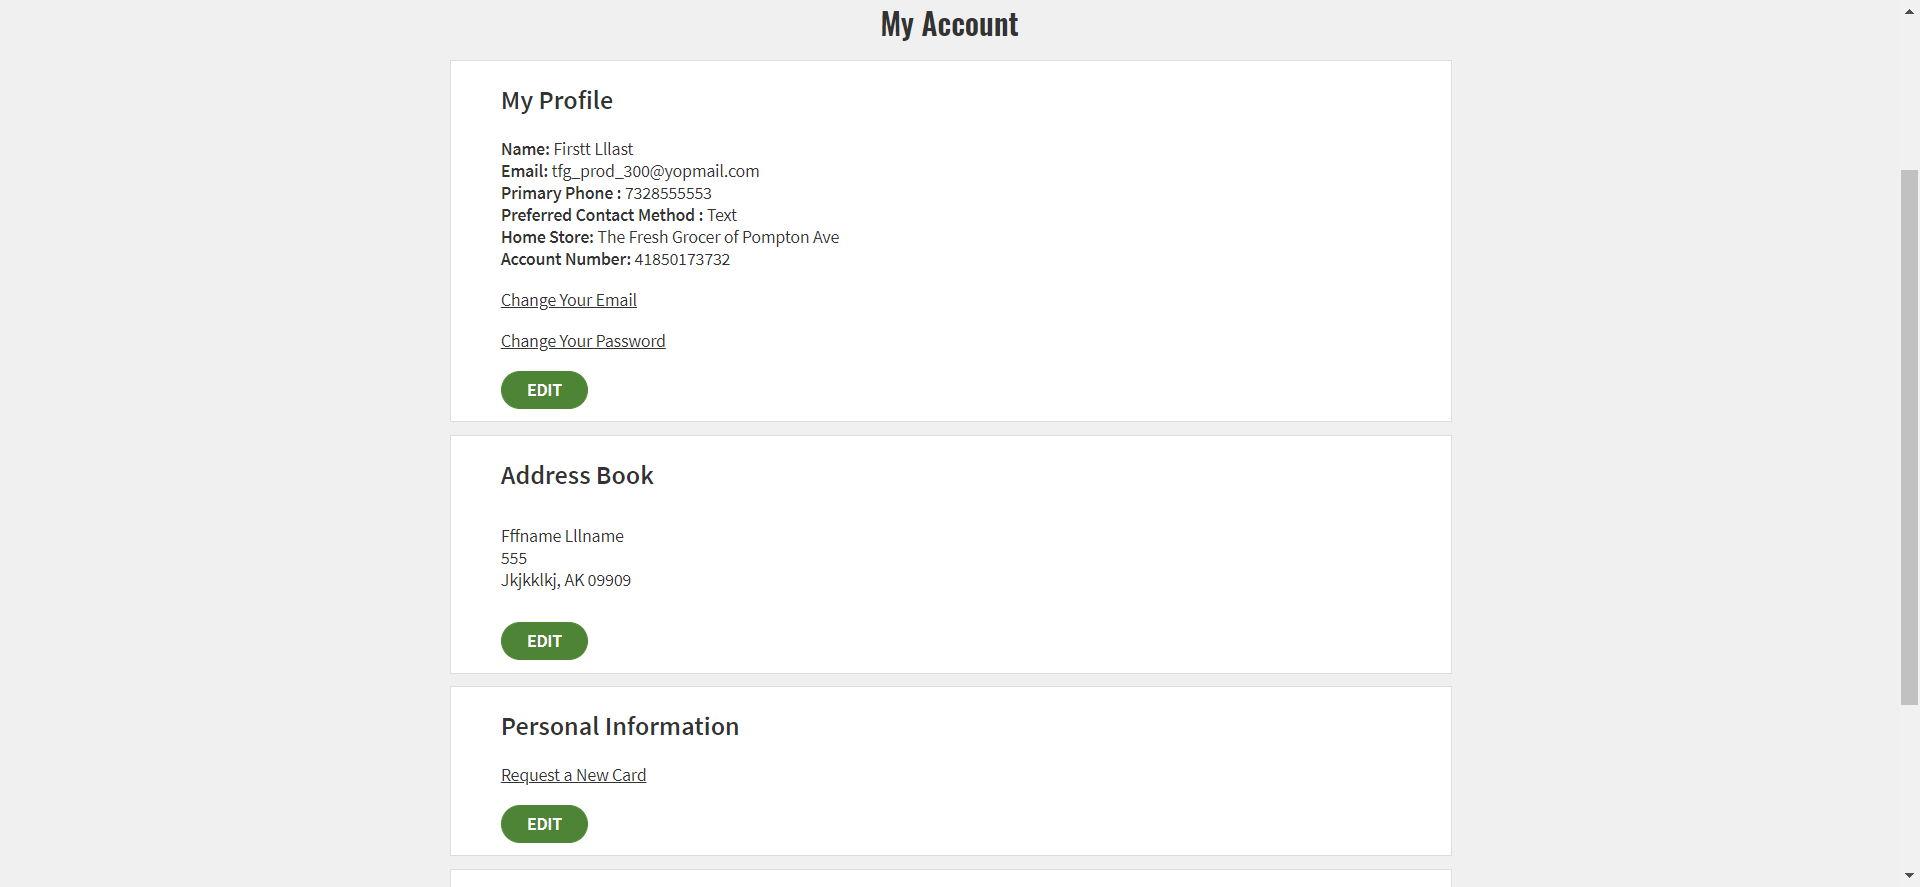 My Account
My Profile
Name: Firstt Lllast
Email: tfg_prod_300@yopmail.com
Primary Phone : 7328555553
Preferred Contact Method : Text
Home Store: The Fresh Grocer of Pompton Ave
Account Number: 41850173732
Change Your Email
Change Your Password
EDIT
Address Book
Fffname Lllname
555
Jkjkklkj, AK 09909
EDIT
Personal Information
Request a New Card
EDIT